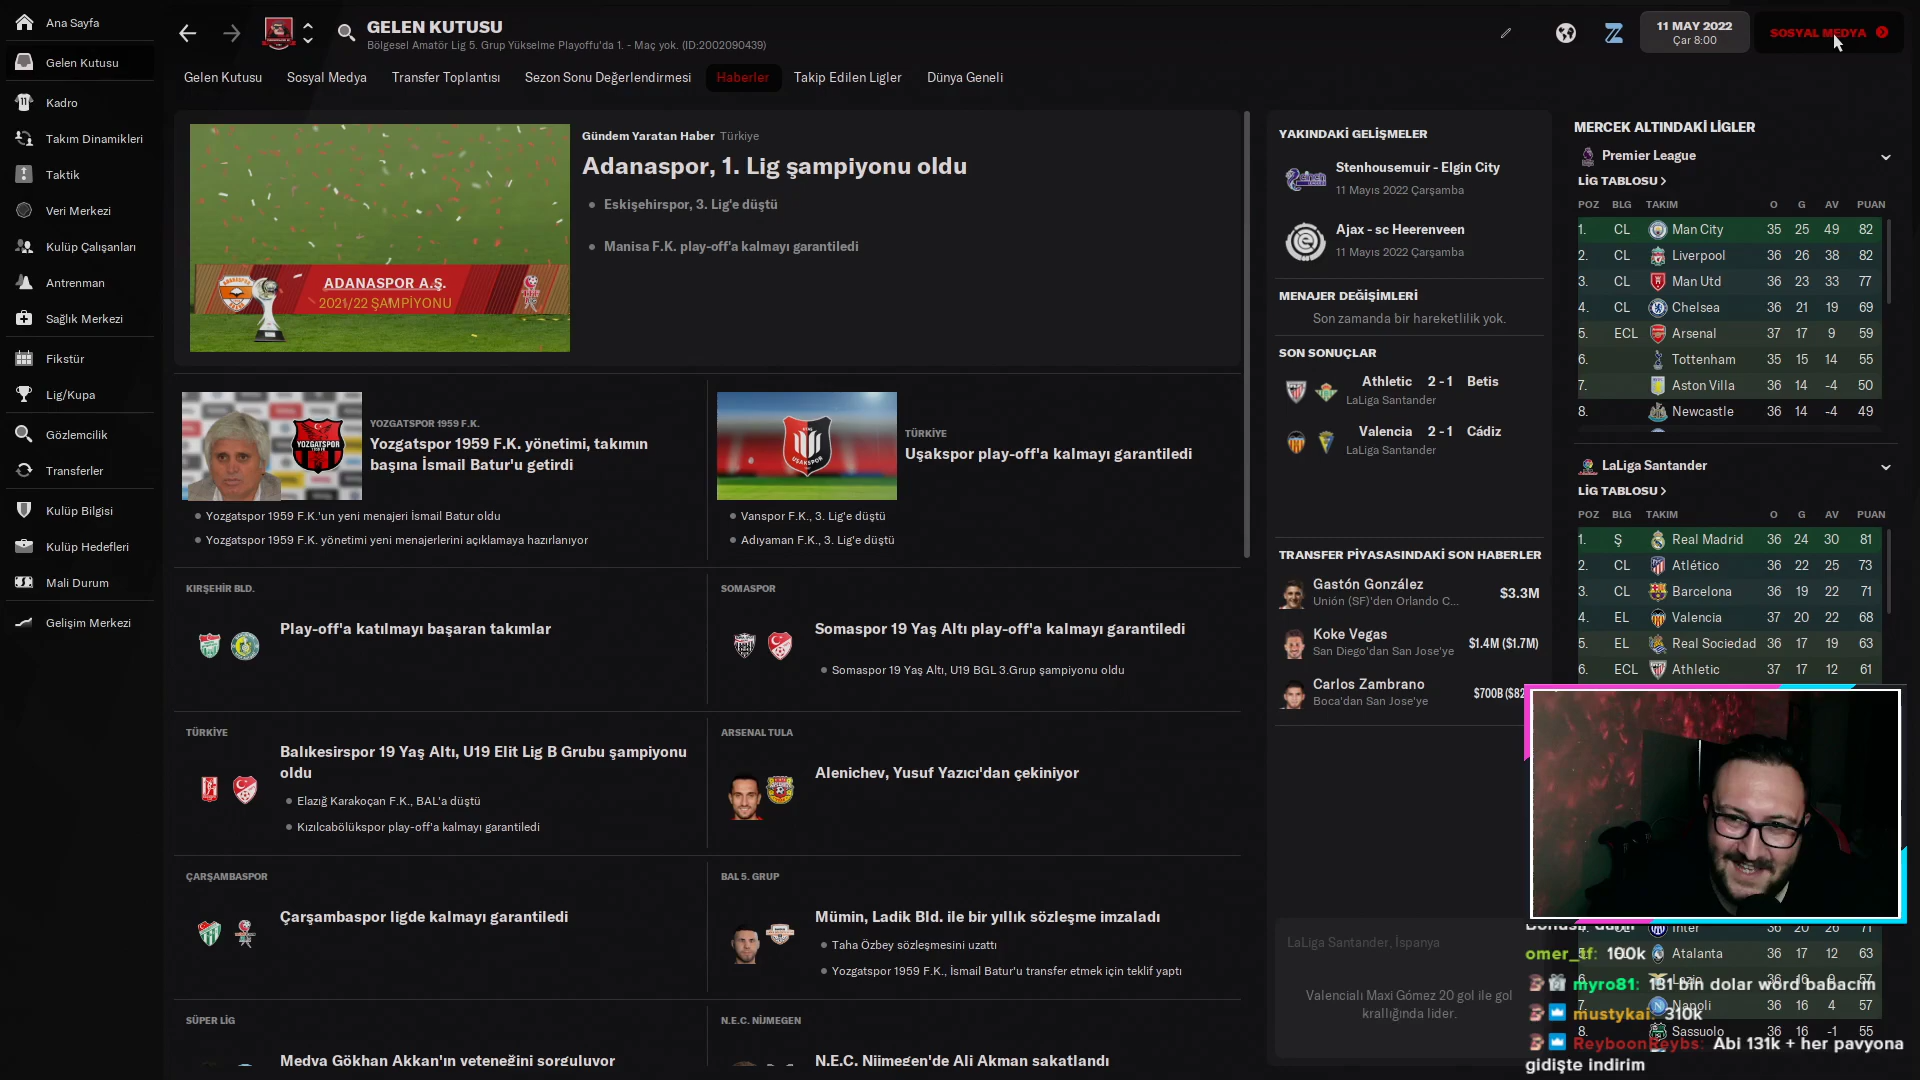 Ana Sayfa
Gelen Kutusu
Kadro
Takım Dinamikleri
Taktik
Veri Merkezi
Kulüp Çalışanları
Antrenman
Sağlık Merkezi
Fikstür
Lig/Kupa
Gözlemcilik
Transferler
Kulüp Bilgisi
Kulüp Hedefleri
Mali Durum
Gelişim Merkezi
GELEN KUTUSU
Bölgesel Amatör Lig 5. Grup Yükselme Playoffu'da 1. - Maç yok. (ID:2002090439)
11 MAY 2022
Çar 8:00
SOSYAL MEDYA
Gelen Kutusu Sosyal Medya Transfer Toplantısı Sezon Sonu Değerlendirmesi Haberler Takip Edilen Ligler Dünya Geneli
ADANASPOR A.Ş.
2021/22 ŞAMPİYONU
Gündem Yaratan Haber Türkiye
Adanaspor, 1. Lig şampiyonu oldu
Eskişehirspor, 3. Lig'e düştü
Manisa F.K. play-off'a kalmayı garantiledi
YOZGATSPOR
YOZGATSPOR 1959 F.K.
Yozgatspor 1959 F.K. yönetimi, takımın
başına İsmail Batur'u getirdi
Yozgatspor 1959 F.K.'un yeni menajeri İsmail Batur oldu
Yozgatspor 1959 F.K. yönetimi yeni menajerlerini açıklamaya hazırlanıyor
UŞAKSPOR
TÜRKİYE
Uşakspor play-off'a kalmayı garantiledi
Vanspor F.K., 3. Lig'e düştü
Adıyaman F.K., 3. Lig'e düştü
KIRŞEHİR BLD.
Play-off'a katılmayı başaran takımlar
SOMASPOR
Somaspor 19 Yaş Altı play-off'a kalmayı garantiledi
Somaspor 19 Yaş Altı, U19 BGL 3.Grup şampiyonu oldu
TÜRKİYE
Balıkesirspor 19 Yaş Altı, U19 Elit Lig B Grubu şampiyonu
oldu
Elazığ Karakoçan F.K., BAL'a düştü
Kızılcabölükspor play-off'a kalmayı garantiledi
ARSENAL TULA
Alenichev, Yusuf Yazıcı'dan çekiniyor
ÇARŞAMBASPOR
Çarşambaspor ligde kalmayı garantiledi
BAL 5. GRUP
Mümin, Ladik Bld. ile bir yıllık sözleşme imzaladı
Taha Özbey sözleşmesini uzattı
Yozgatspor 1959 F.K., İsmail Batur'u transfer etmek için teklif yaptı
SÜPER LİG
Medya Gökhan Akkan'ın yeteneğini sorguluyor
N.E.C. NIJMEGEN
N.E.C. Nijmegen'de Ali Akman sakatlandı
YAKINDAKİ GELİŞMELER
Stenhousemuir - Elgin City
11 Mayıs 2022 Çarşamba
Ajax - sc Heerenveen
11 Mayıs 2022 Çarşamba
MENAJER DEĞİŞİMLERİ
Son zamanda bir hareketlilik yok.
SON SONUÇLAR
Athletic 2 - 1 Betis
LaLiga Santander
Valencia 2 - 1 Cádiz
LaLiga Santander
TRANSFER PİYASASINDAKİ SON HABERLER
Gastón González $3.3M
Unión (SF)'den Orlando C...
Koke Vegas $1.4M ($1.7M)
San Diego'dan San Jose'ye
Carlos Zambrano $700B ($82
Boca'dan San Jose'ye
LaLiga Santander, İspanya
Valencialı Maxi Gómez 20 gol ile gol
krallığında lider.
MERCEK ALTINDAKİ LİGLER
Premier League
LİG TABLOSU >
POZ BLG TAKIM O G AV PUAN
1. CL Man City 35 25 49 82
2. CL Liverpool 36 26 38 82
3. CL Man Utd 36 23 33 77
4. CL Chelsea 36 21 19 69
5. ECL Arsenal 37 17 9 59
6. Tottenham 35 15 14 55
7. Aston Villa 36 14 -4 50
8. Newcastle 36 14 -4 49
LaLiga Santander
LİG TABLOSU >
POZ BLG TAKIM O G AV PUAN
1. Ş Real Madrid 36 24 30 81
2. CL Atlético 36 22 25 73
3. CL Barcelona 36 19 22 71
4. EL Valencia 37 20 22 68
5. EL Real Sociedad 36 17 19 63
6. ECL Athletic 37 17 12 61
Inter 36 20 26 71
Atalanta 36 17 12 63
Lazio 36 16 57
7. Napoli 36 16 4 57
8. Sassuolo 36 16 -1 55
omer_tf: 100k
myro81: 131 bin dolar word babacım
mustykai: 310k
ReyboonReybs: Abi 131k + her pavyona
gidişte indirim